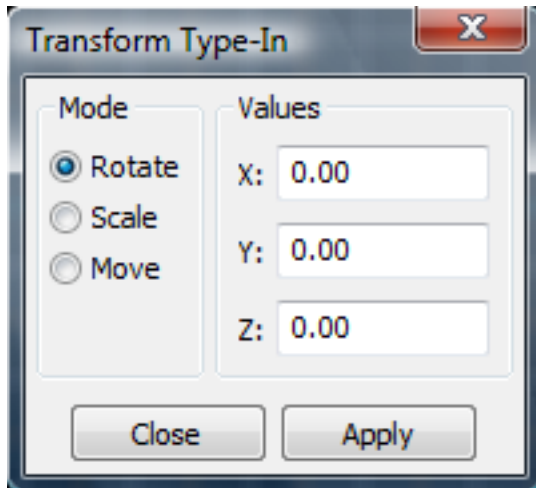 Transform Type-In
X
Mode
Rotate
Scale
Move
Values
X: 0.00
Y: 0.00
Z: 0.00
Close
Apply